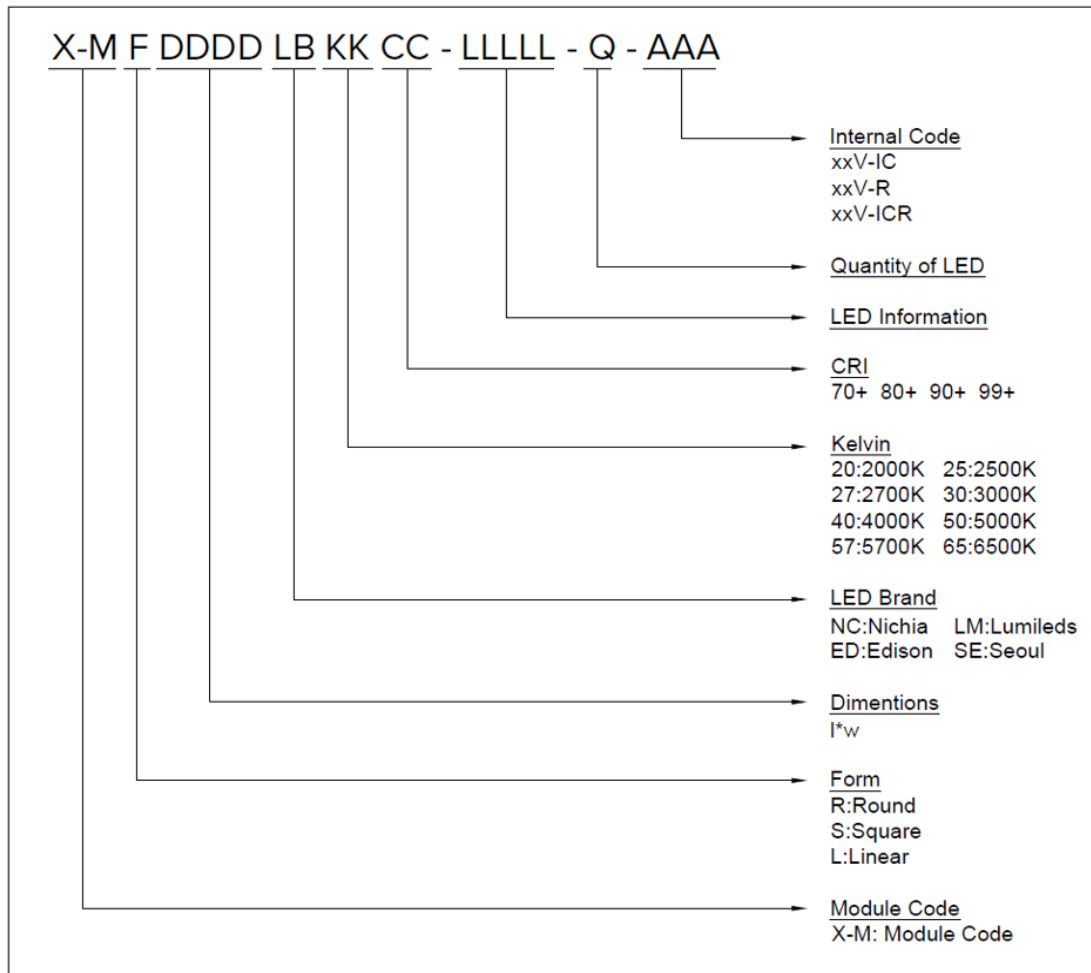 X-M F DDDD LB KK CC - LLLLL - Q - AAA
Internal Code
xxV-IC
xxV-R
xxV-ICR
Quantity of LED
LED Information
CRI
70+ 80+ 90+ 99+
Kelvin
20:2000K 25:2500K
27:2700K 30:3000K
40:4000K 50:5000K
57:5700K 65:6500K
LED Brand
NC:Nichia LM:Lumileds
ED:Edison SE:Seoul
Dimentions
l*w
Form
R:Round
S:Square
L:Linear
Module Code
X-M: Module Code